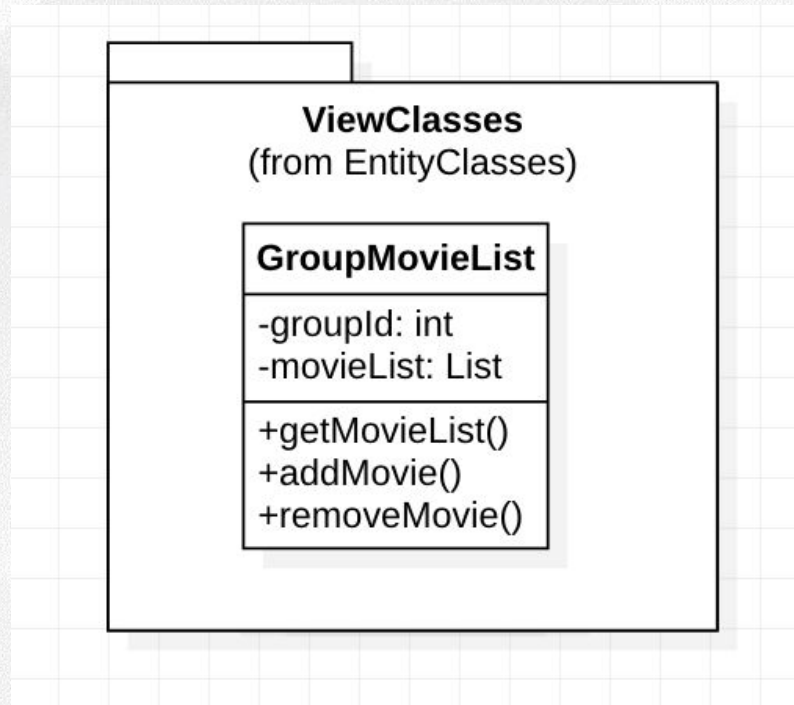 ViewClasses
(from EntityClasses)
GroupMovieList
-groupId: int
-movieList: List
+getMovieList()
+addMovie()
+removeMovie()